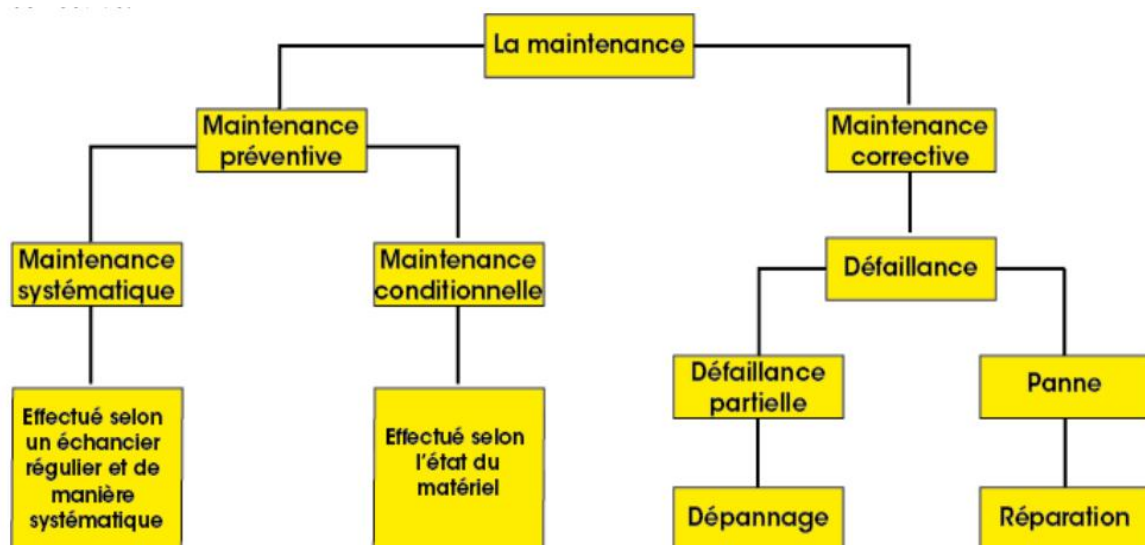 La maintenance
Maintenance
préventive
Maintenance
corrective
Maintenance
systématique
Maintenance
conditionnelle
Défaillance
Défaillance
partielle
Panne
Effectué selon
un échancier
régulier et de
manière
systématique
Effectué selon
l'état du
matériel
Dépannage
Réparation